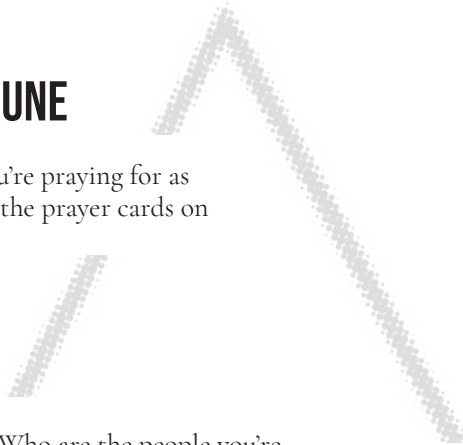 UNE
u’re praying for as
the prayer cards on
Who are the people you’re